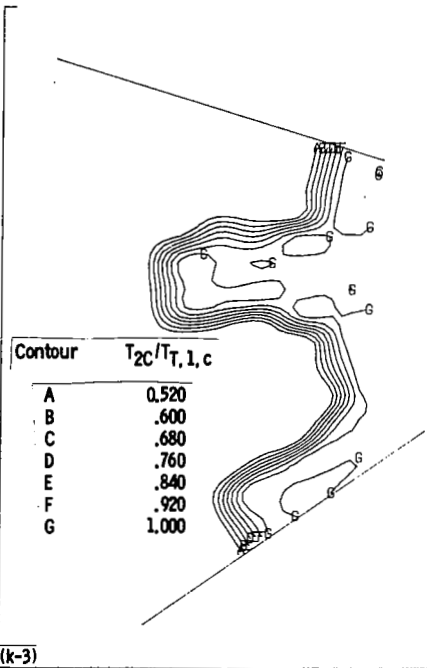 G
G
G
G
G
G
G
G
G
Contour T2C/TT, 1, c
A 0.520
B .600
C .680
D .760
E .840
F .920
G 1.000
G
G
G
G
(k-3)